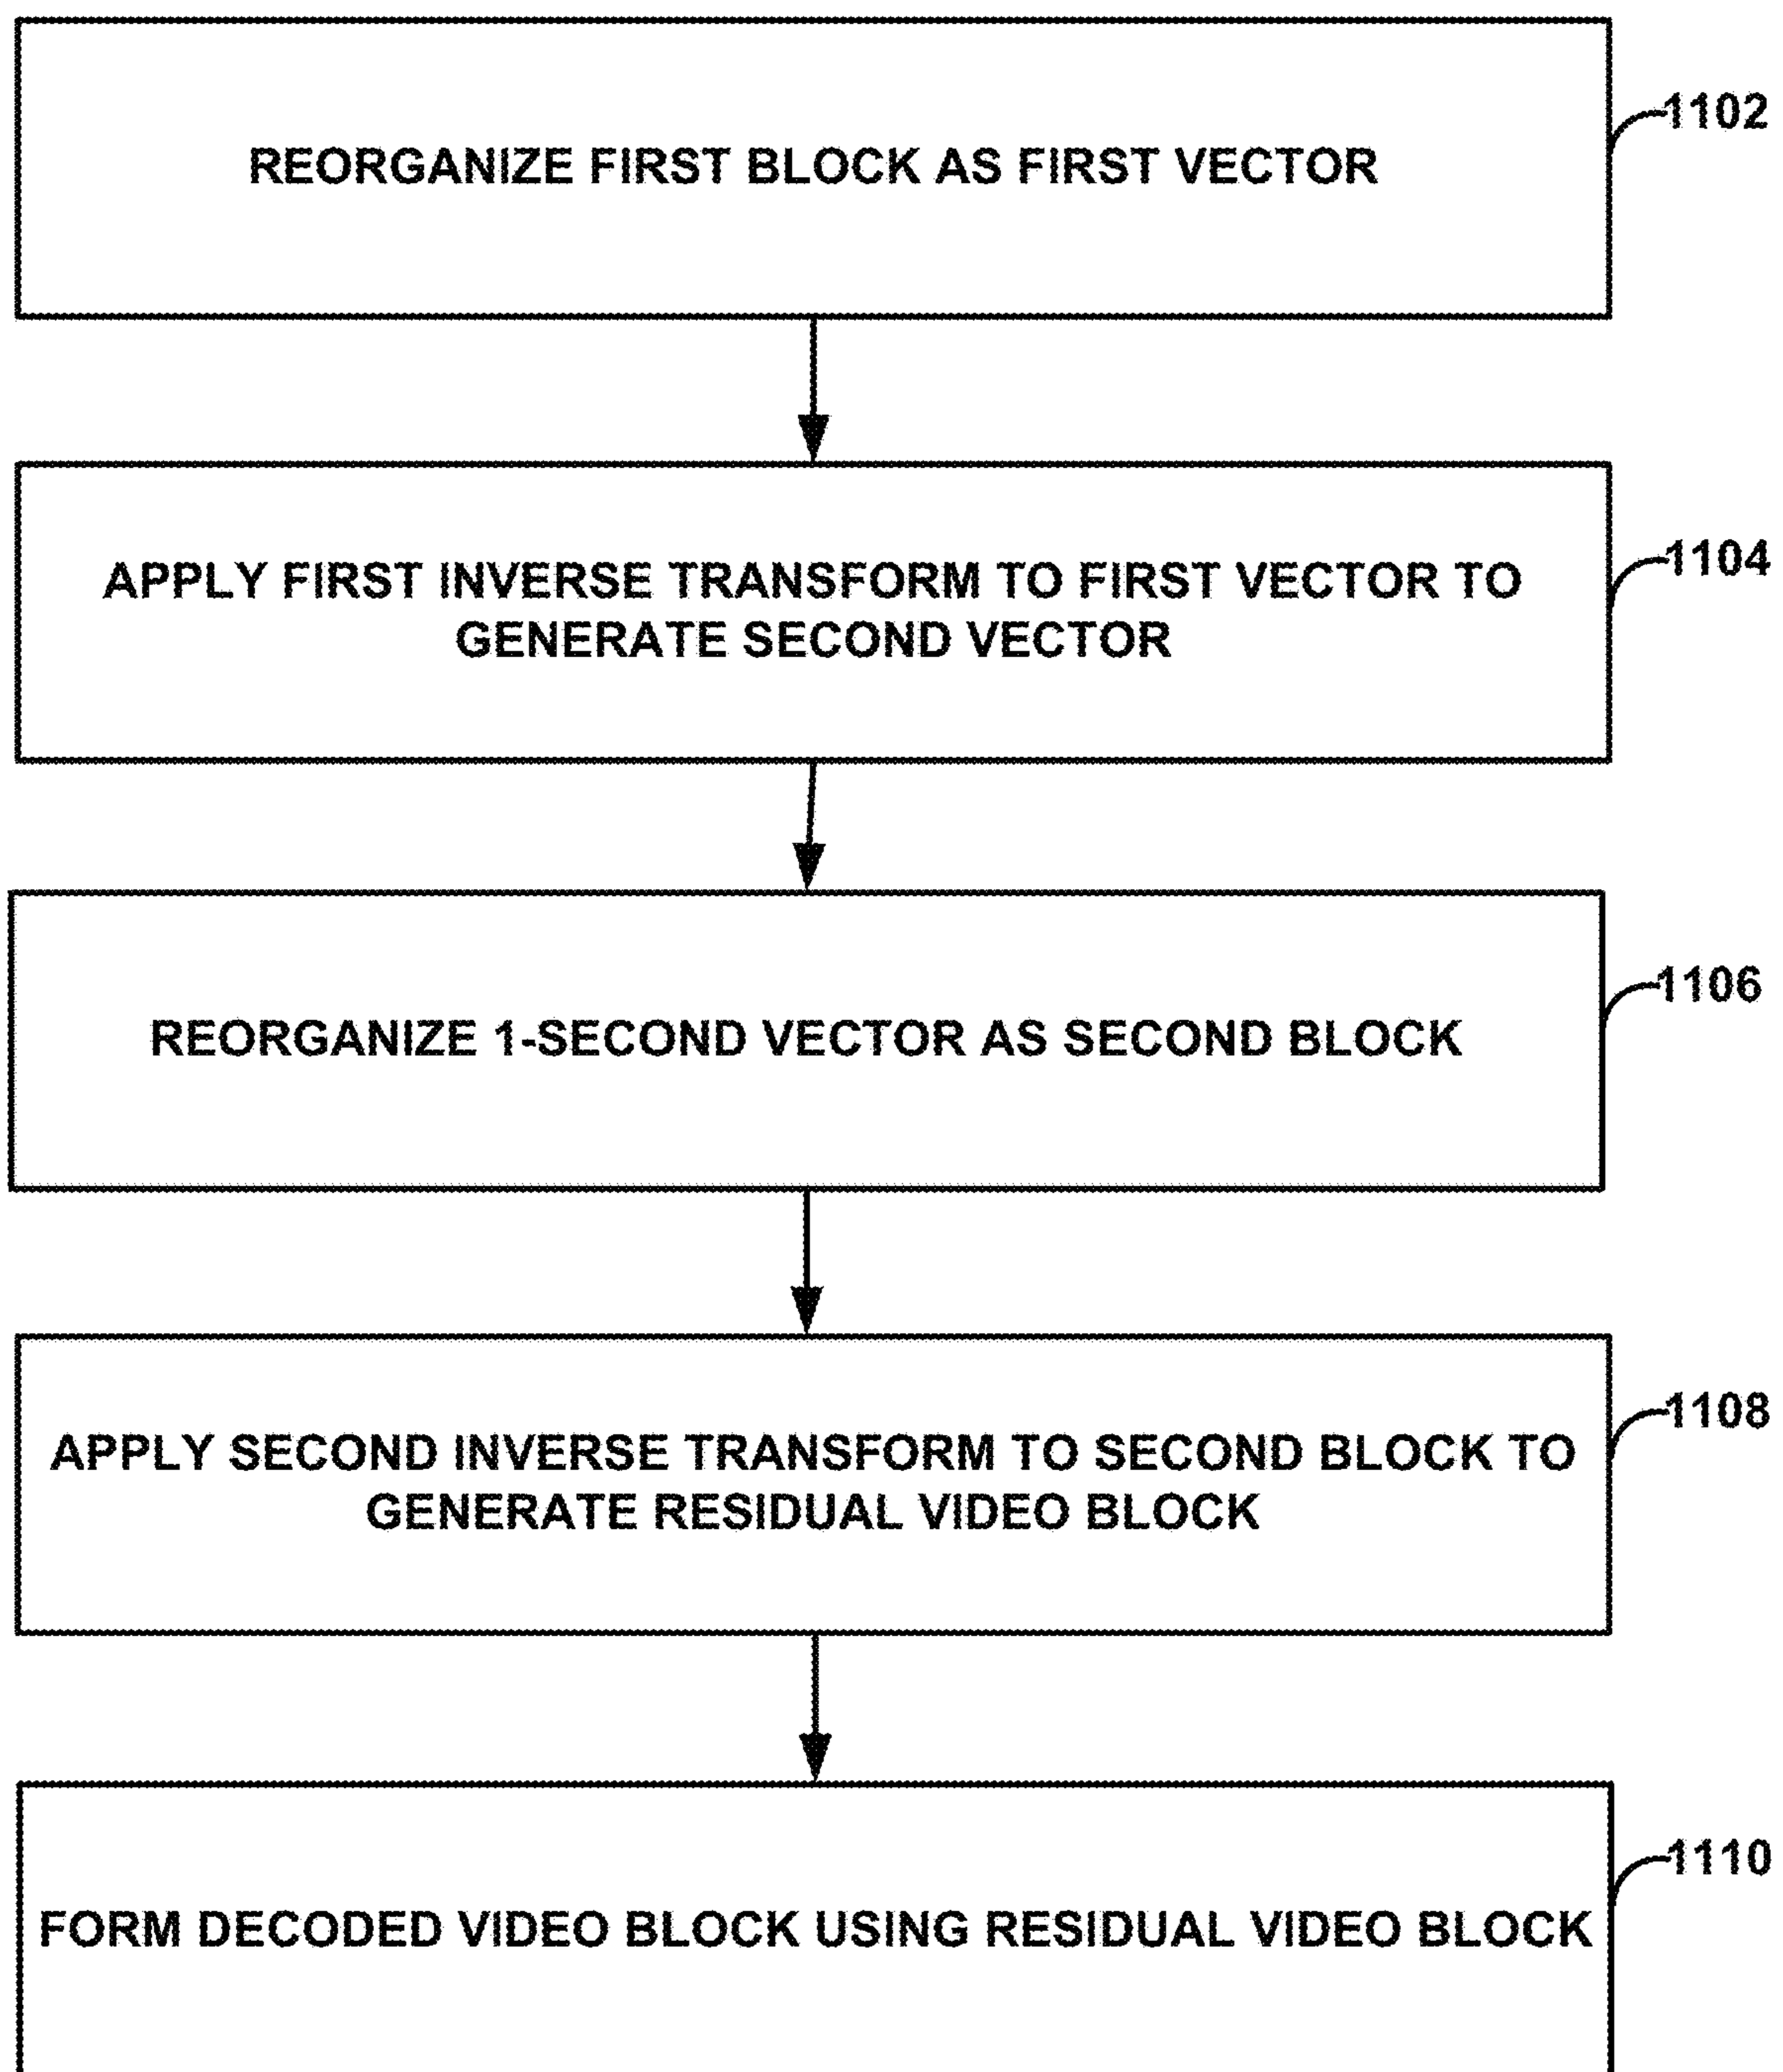 REORGANIZE FIRST BLOCK AS FIRST VECTOR
1102
APPLY FIRST INVERSE TRANSFORM TO FIRST VECTOR TO
GENERATE SECOND VECTOR
1104
REORGANIZE 1-SECOND VECTOR AS SECOND BLOCK
1106
APPLY SECOND INVERSE TRANSFORM TO SECOND BLOCK TO
GENERATE RESIDUAL VIDEO BLOCK
1108
FORM DECODED VIDEO BLOCK USING RESIDUAL VIDEO BLOCK
1110